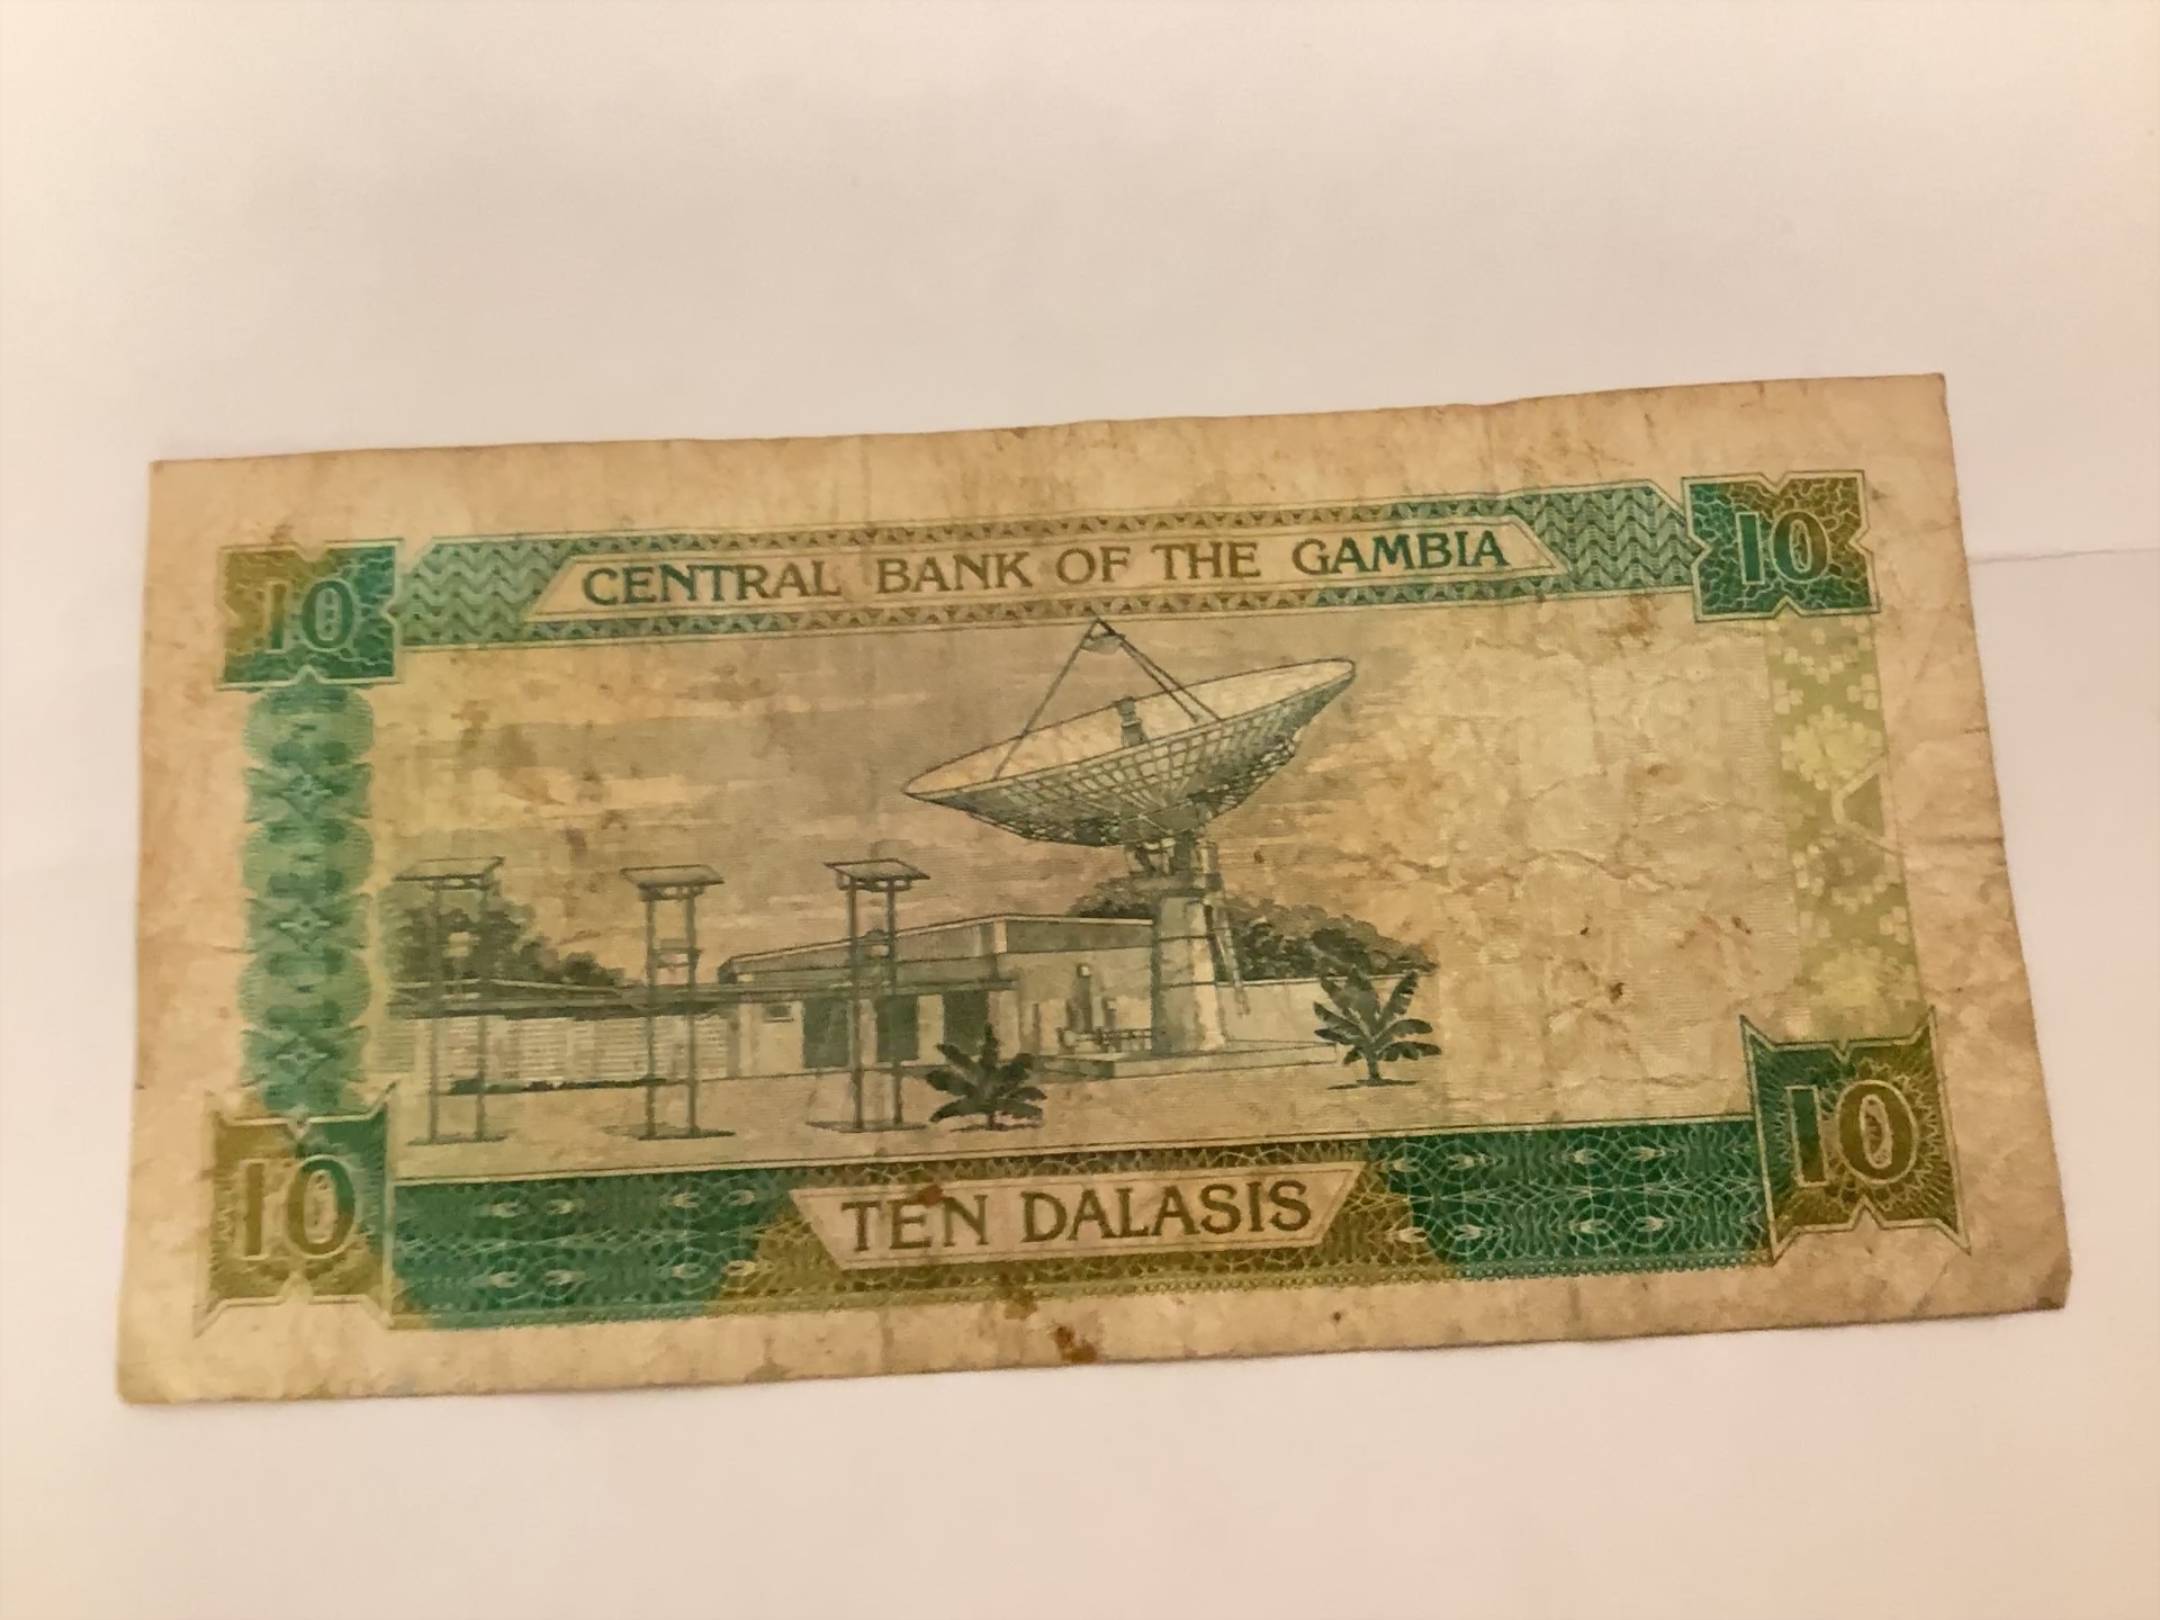 10 CENTRAL BANK OF THE GAMBIA 10
10 TEN DALASIS 10